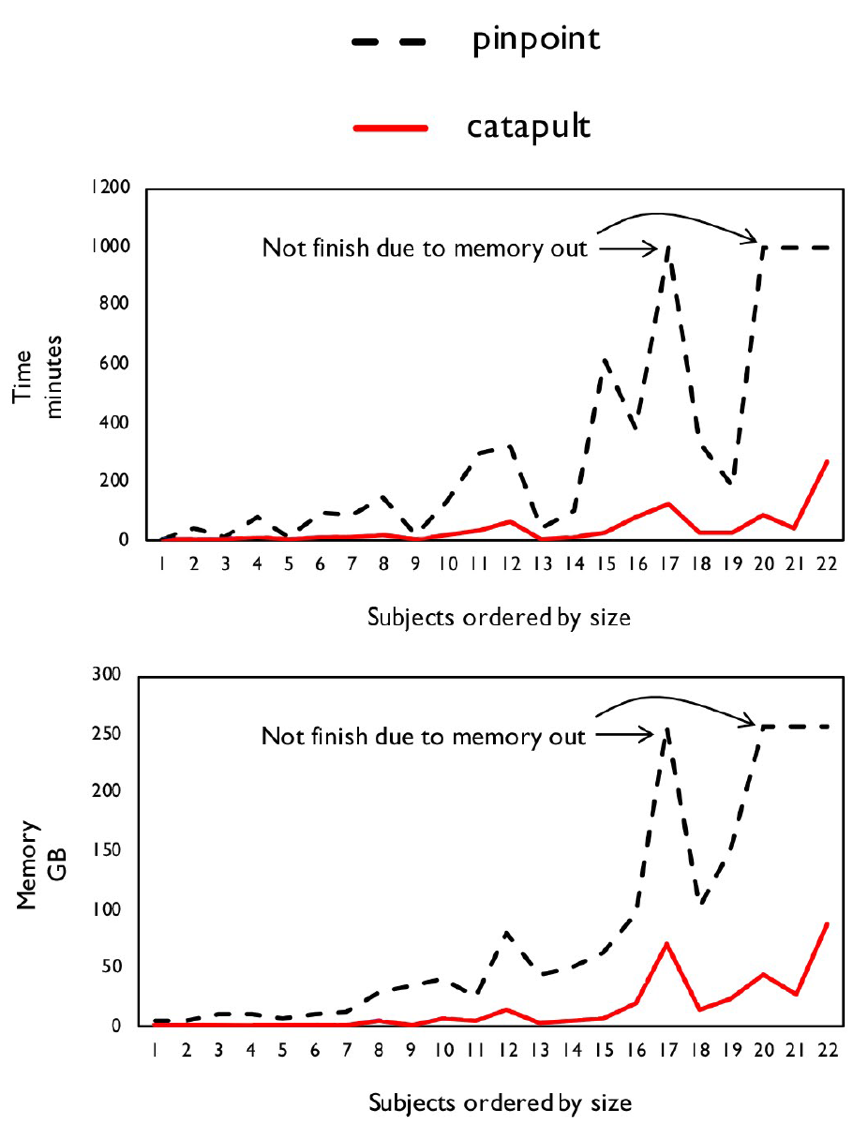 pinpoint
catapult
1200
1000
800
600
400
200
0
Time
minutes
Not finish due to memory out
1 2 3 4 5 6 7 8 9 10 11 12 13 14 15 16 17 18 19 20 21 22
Subjects ordered by size
300
250
200
150
100
50
0
Memory
GB
Not finish due to memory out
1 2 3 4 5 6 7 8 9 10 11 12 13 14 15 16 17 18 19 20 21 22
Subjects ordered by size